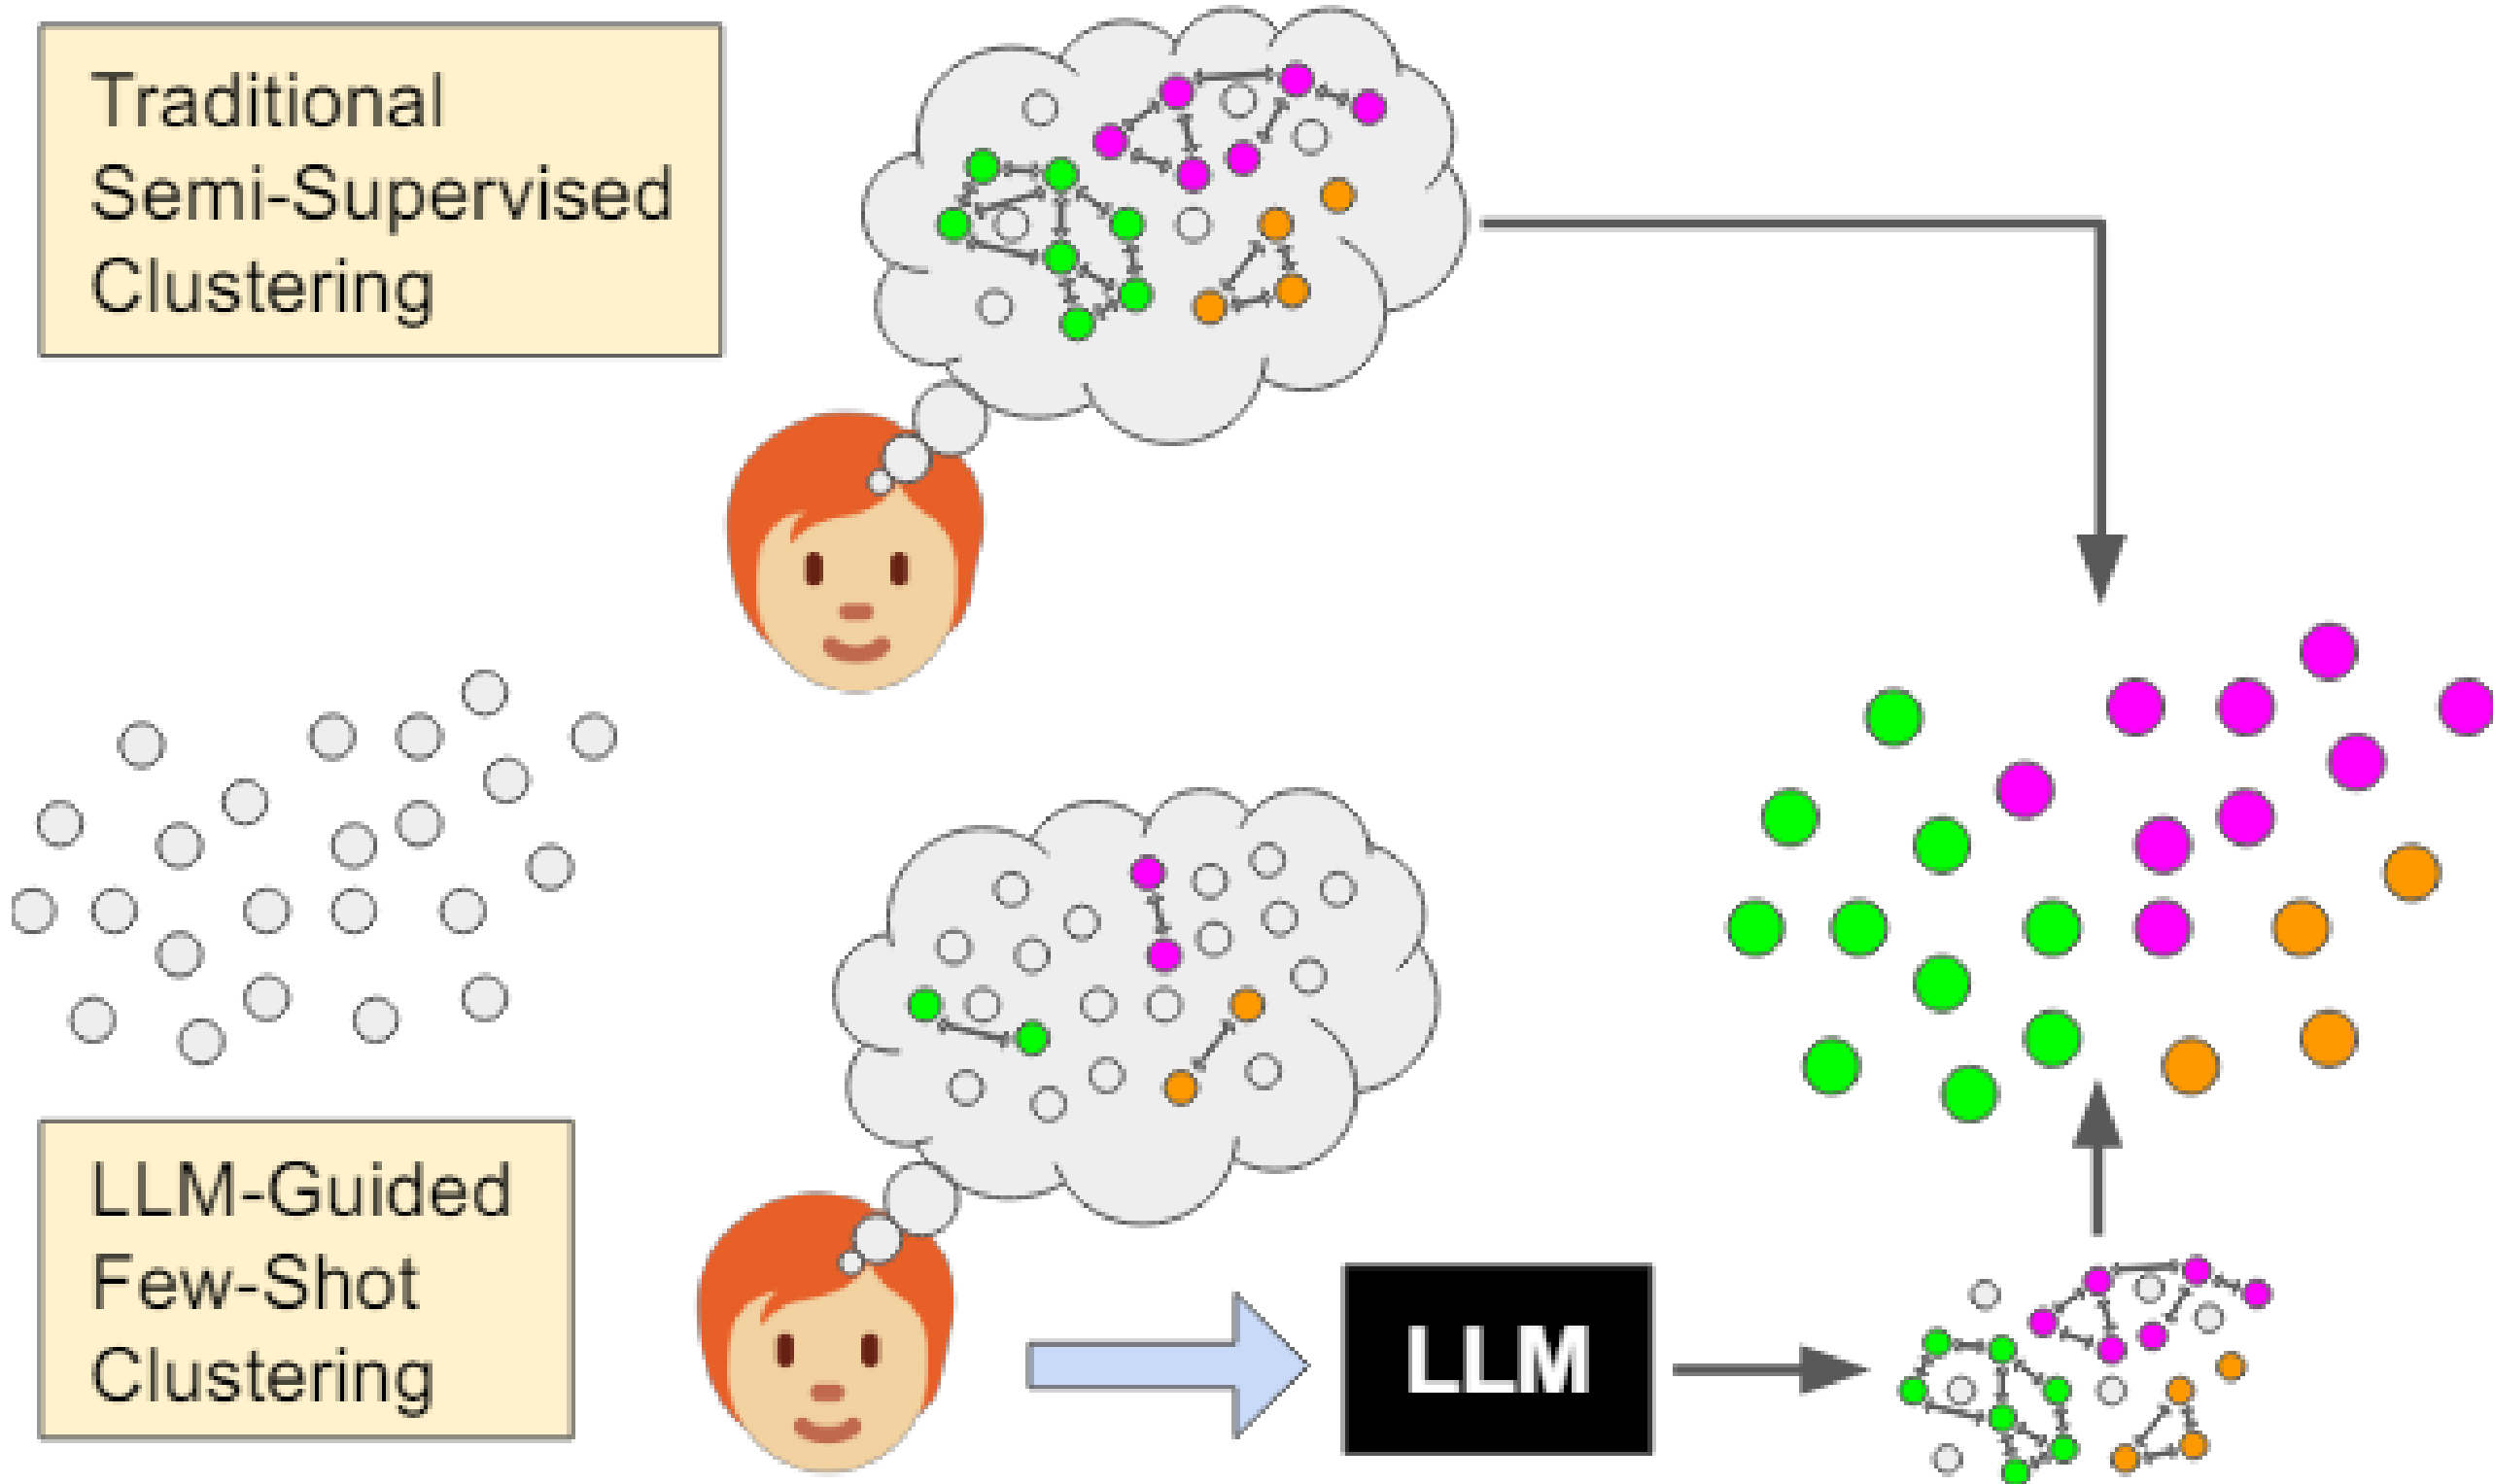 Traditional
Semi-Supervised
Clustering
LLM-Guided
Few-Shot
Clustering
LLM